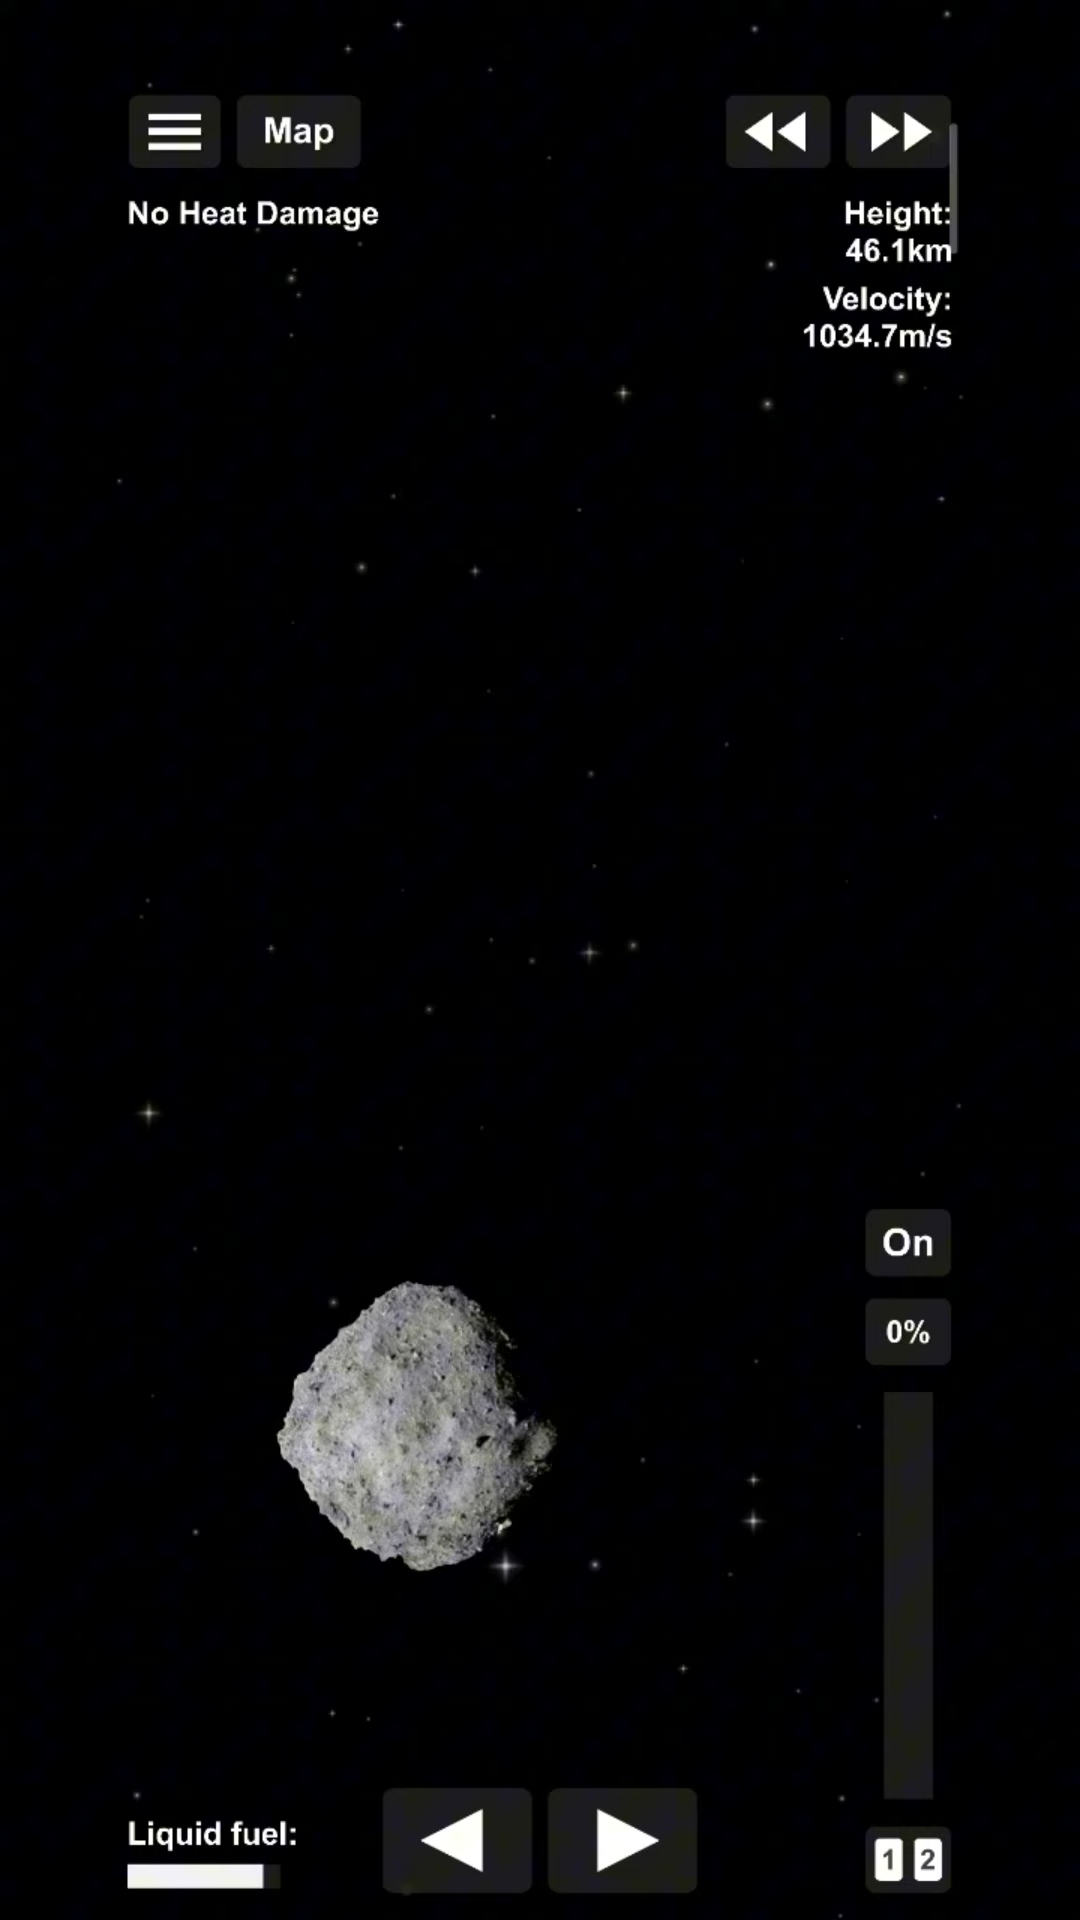 Map
No Heat Damage
Height:
46.1km
Velocity:
1034.7m/s
On
0%
Liquid fuel:
1 2